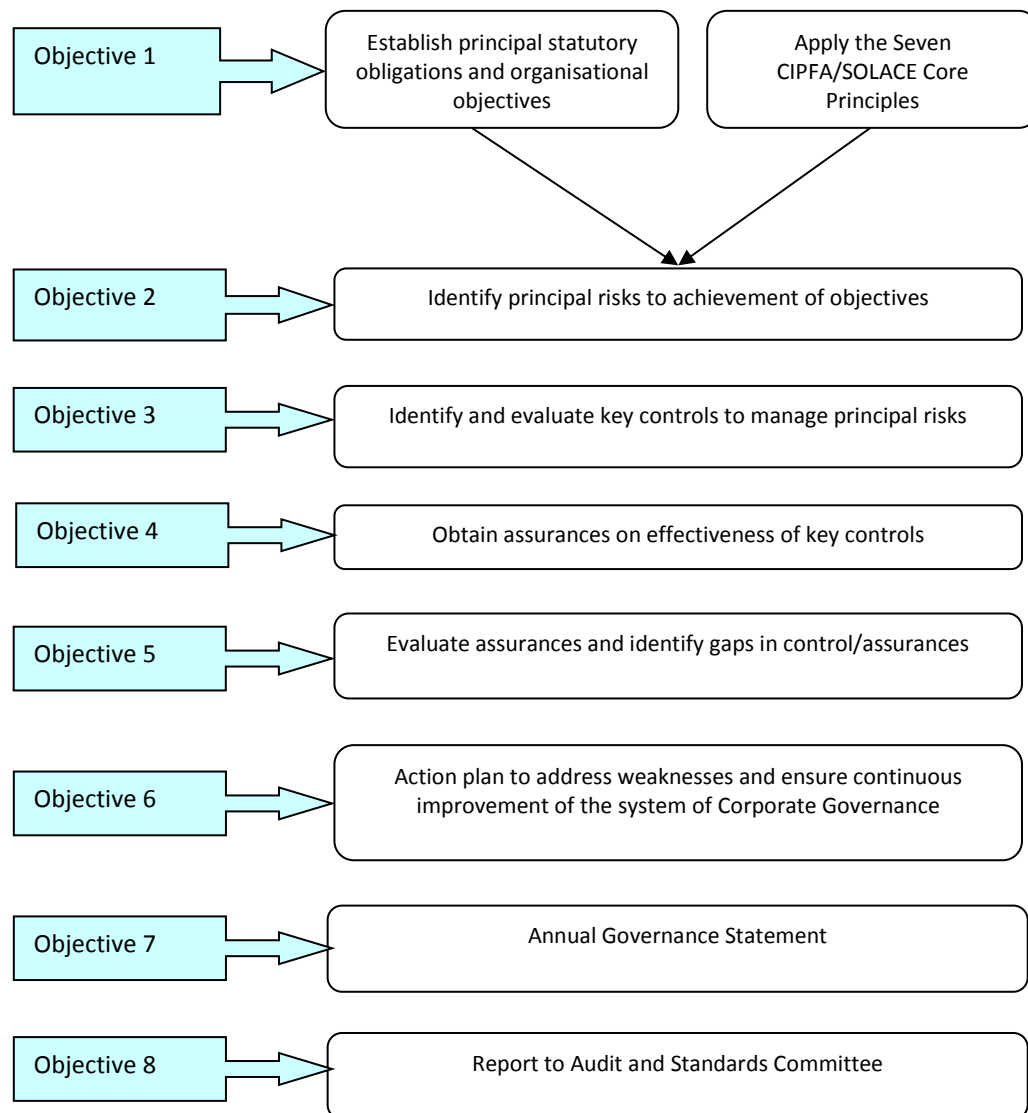 Objective 1
Establish principal statutory
obligations and organisational
objectives
Apply the Seven
CIPFA/SOLACE Core
Principles
Objective 2
Identify principal risks to achievement of objectives
Objective 3
Identify and evaluate key controls to manage principal risks
Objective 4
Obtain assurances on effectiveness of key controls
Objective 5
Evaluate assurances and identify gaps in control/assurances
Objective 6
Action plan to address weaknesses and ensure continuous
improvement of the system of Corporate Governance
Objective 7
Annual Governance Statement
Objective 8
Report to Audit and Standards Committee